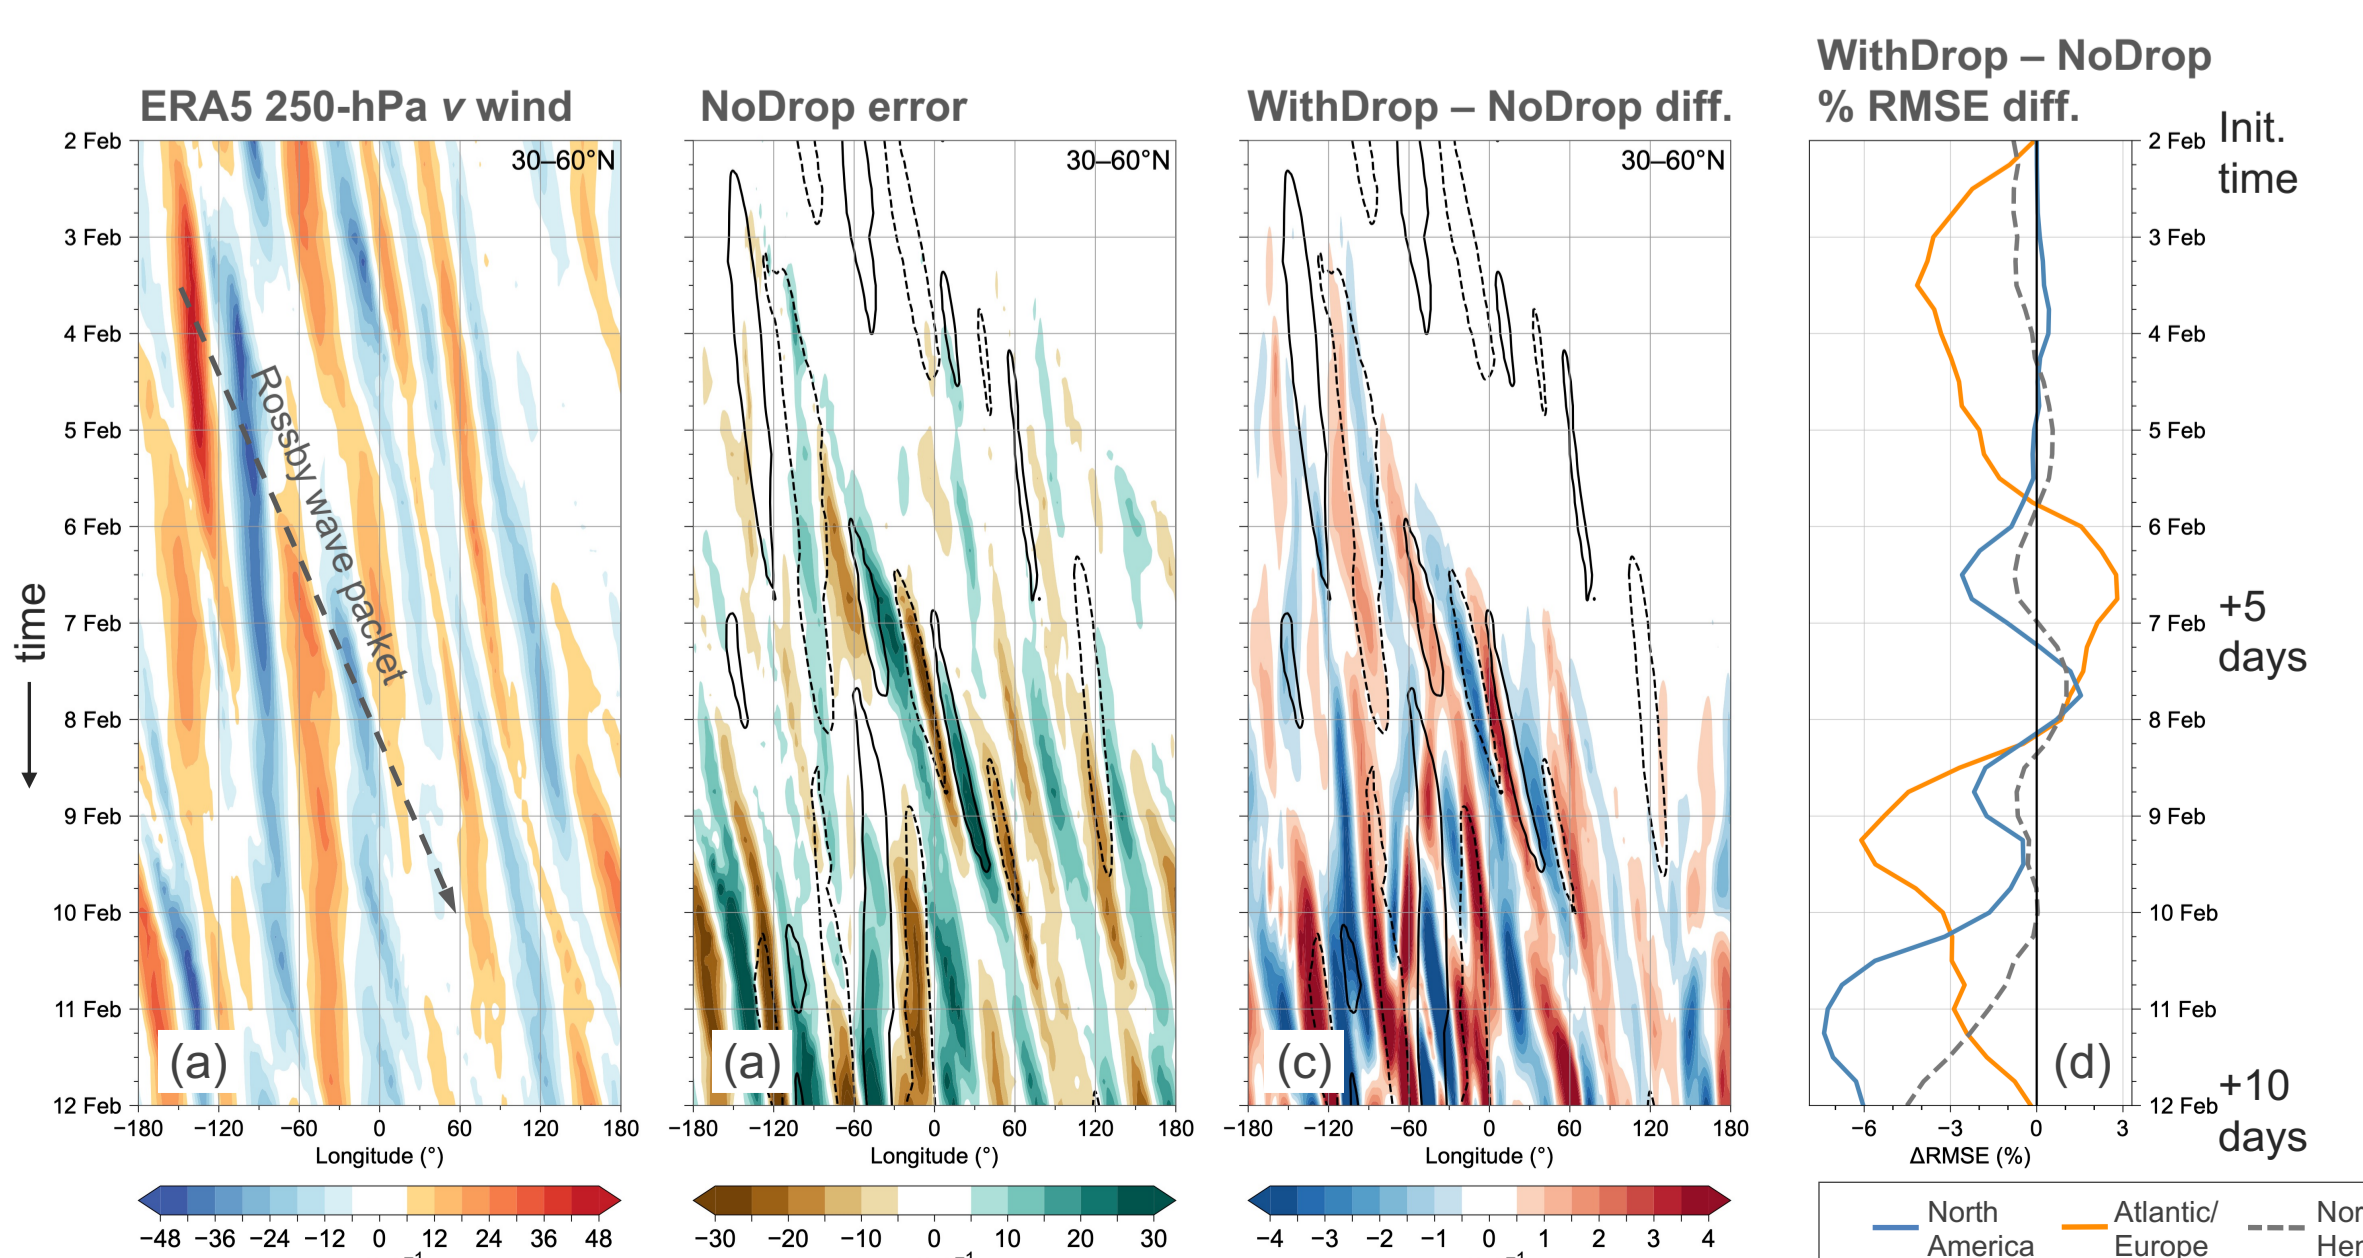 WithDrop – NoDrop
ERA5 250-hPa v wind
NoDrop error
WithDrop – NoDrop diff.
% RMSE diff.
Init.
time
2 Feb
3 Feb
4 Feb
5 Feb
6 Feb
7 Feb
8 Feb
9 Feb
10 Feb
11 Feb
12 Feb
time
30–60°N
Rossby wave packet
(a)
−180 −120 −60 0 60 120 180
Longitude (°)
−48 −36 −24 −12 0 12 24 36 48
30–60°N
(a)
−180 −120 −60 0 60 120 180
Longitude (°)
−30 −20 −10 0 10 20 30
30–60°N
(c)
−180 −120 −60 0 60 120 180
Longitude (°)
−4 −3 −2 −1 0 1 2 3 4
2 Feb
3 Feb
4 Feb
5 Feb
6 Feb
7 Feb
8 Feb
9 Feb
10 Feb
11 Feb
12 Feb
+5
days
+10
days
(d)
−6 −3 0 3
ΔRMSE (%)
North
America
Atlantic/
Europe